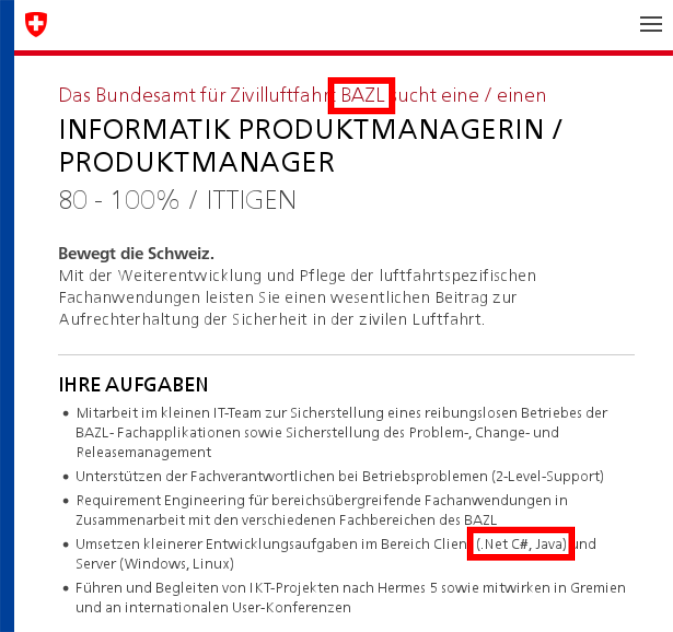 Das Bundesamt für Zivilluftfahrt BAZL sucht eine / einen
INFORMATIK PRODUKTMANAGERIN /
PRODUKTMANAGER
80 - 100% / ITTIGEN
Bewegt die Schweiz.
Mit der Weiterentwicklung und Pflege der luftfahrtspezifischen
Fachanwendungen leisten Sie einen wesentlichen Beitrag zur
Aufrechterhaltung der Sicherheit in der zivilen Luftfahrt.
IHRE AUFGABEN
• Mitarbeit im kleinen IT-Team zur Sicherstellung eines reibungslosen Betriebes der
BAZL- Fachapplikationen sowie Sicherstellung des Problem-, Change- und
Releasemanagement
• Unterstützen der Fachverantwortlichen bei Betriebsproblemen (2-Level-Support)
• Requirement Engineering für bereichsübergreifende Fachanwendungen in
Zusammenarbeit mit den verschiedenen Fachbereichen des BAZL
• Umsetzen kleinerer Entwicklungsaufgaben im Bereich Client (.Net C#, Java) und
Server (Windows, Linux)
• Führen und Begleiten von IKT-Projekten nach Hermes 5 sowie mitwirken in Gremien
und an internationalen User-Konferenzen